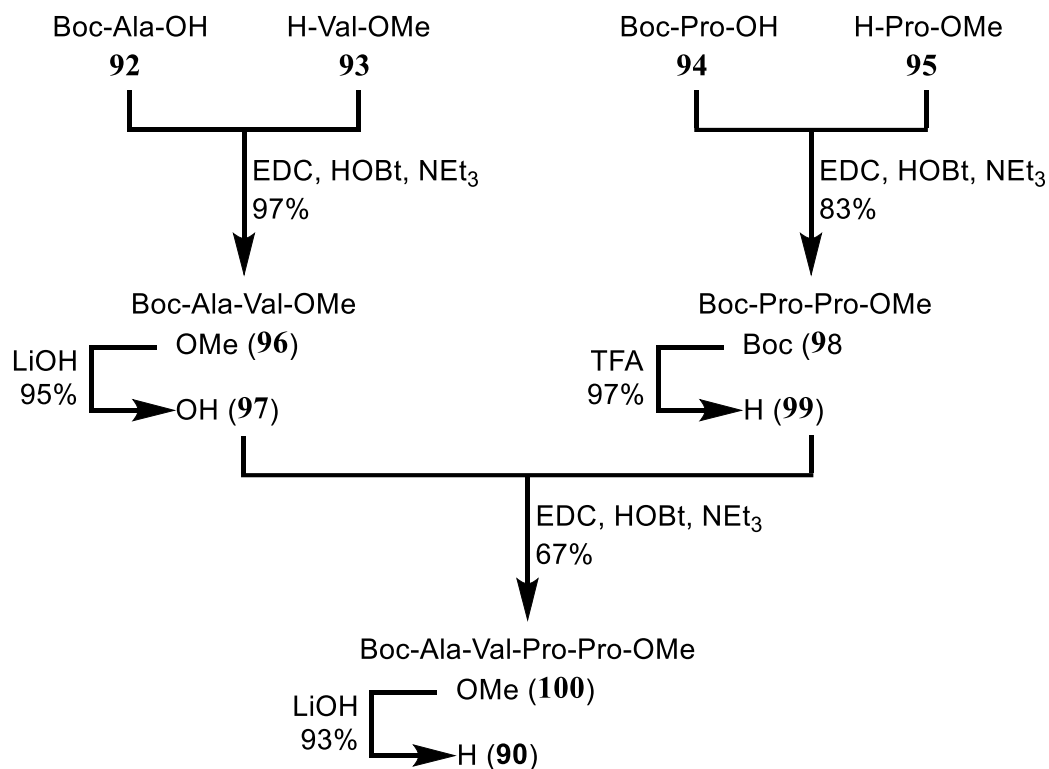 Boc-Ala-OH
92
H-Val-OMe
93
Boc-Pro-OH
94
H-Pro-OMe
95
EDC, HOBt, NEt₃
97%
EDC, HOBt, NEt₃
83%
Boc-Ala-Val-OMe
OMe (96)
LiOH
95%
OH (97)
Boc-Pro-Pro-OMe
Boc (98
TFA
97%
H (99)
EDC, HOBt, NEt₃
67%
Boc-Ala-Val-Pro-Pro-OMe
OMe (100)
LiOH
93%
H (90)